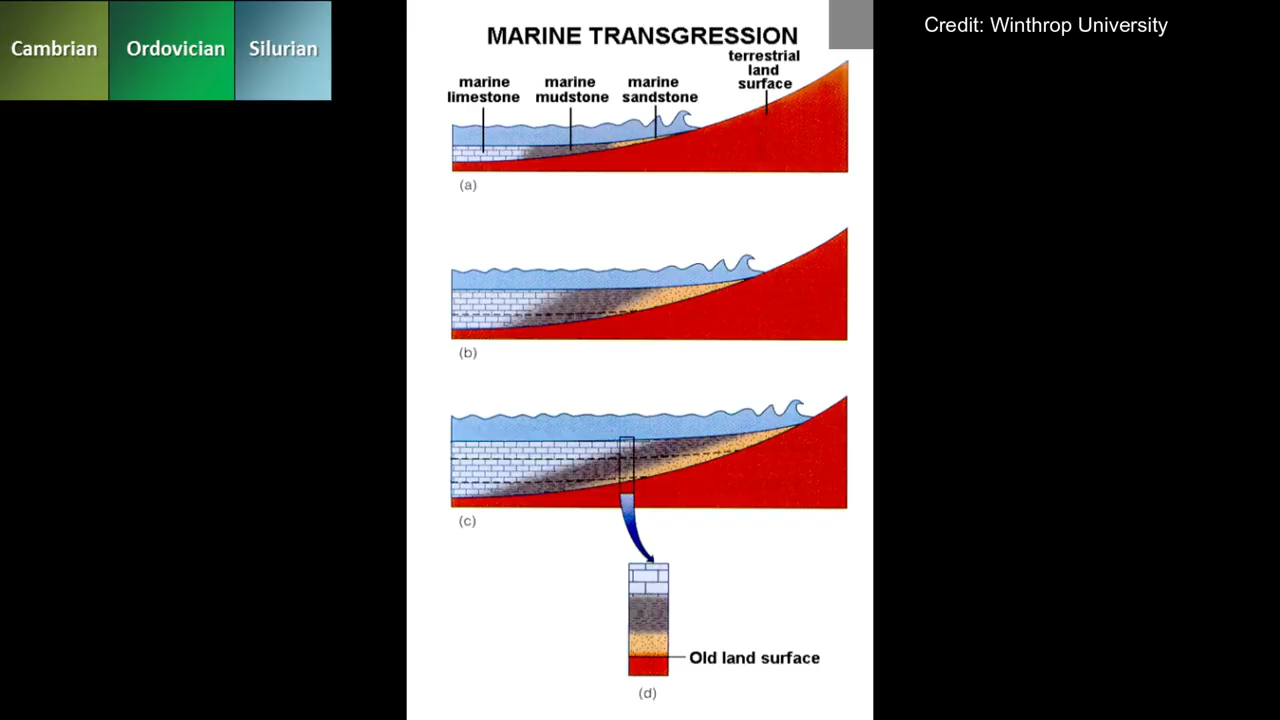 Cambrian
Ordovician
Silurian
Credit: Winthrop University
MARINE TRANSGRESSION
terrestrial
land
surface
marine
limestone
marine
mudstone
marine
sandstone
(a)
(b)
(c)
Old land surface
(d)